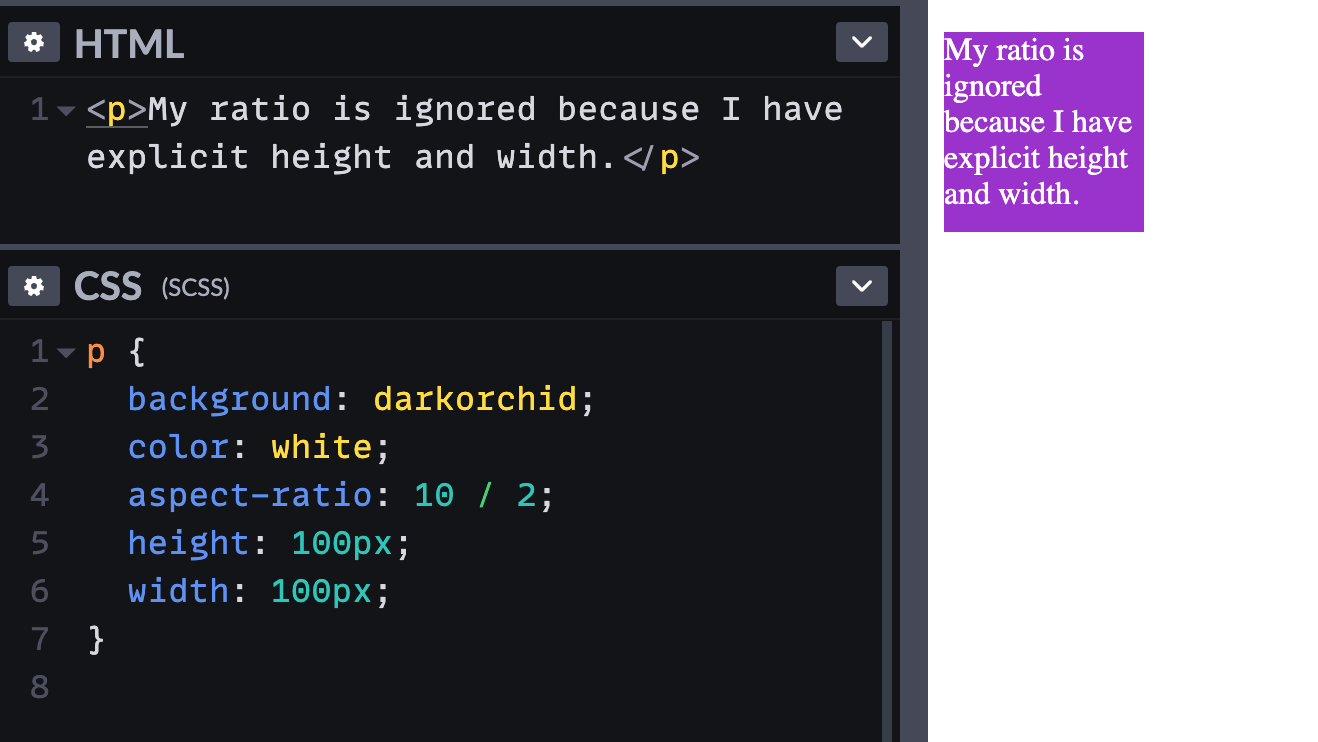 HTML
1 <p>My ratio is ignored because I have
explicit height and width.</p>
CSS (SCSS)
1 p {
2 background: darkorchid;
3 color: white;
4 aspect-ratio: 10 / 2;
5 height: 100px;
6 width: 100px;
7 }
8
My ratio is
ignored
because I have
explicit height
and width.